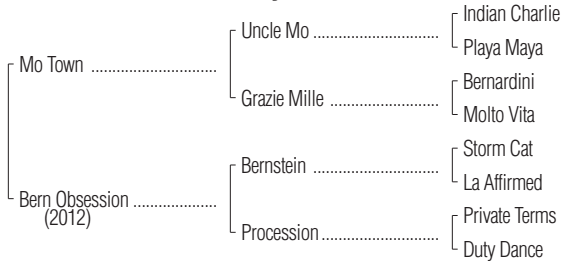 Indian Charlie
Uncle Mo ..............................
Playa Maya
Mo Town ..............................
Bernardini
Grazie Mille ..........................
Molto Vita
Storm Cat
Bernstein ..............................
La Affirmed
Bern Obsession ....................
(2012)
Private Terms
Procession............................
Duty Dance